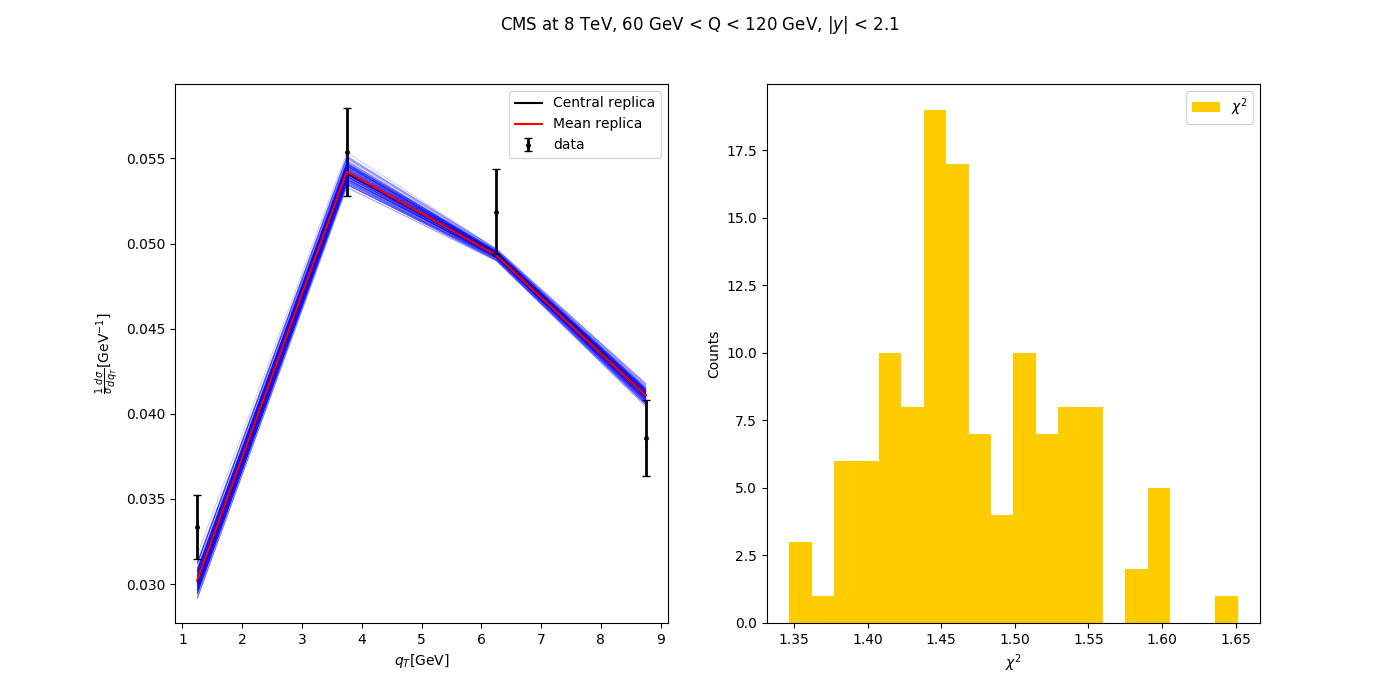 CMS at 8 TeV, 60 GeV < Q < 120 GeV, |y| < 2.1
Central replica
Mean replica
data
0.055
0.050
0.045
0.040
0.035
0.030
1/σ dσ/dq_T [GeV⁻¹]
1 2 3 4 5 6 7 8 9
q_T[GeV]
χ²
17.5
15.0
12.5
10.0
7.5
5.0
2.5
0.0
Counts
1.35 1.40 1.45 1.50 1.55 1.60 1.65
χ²